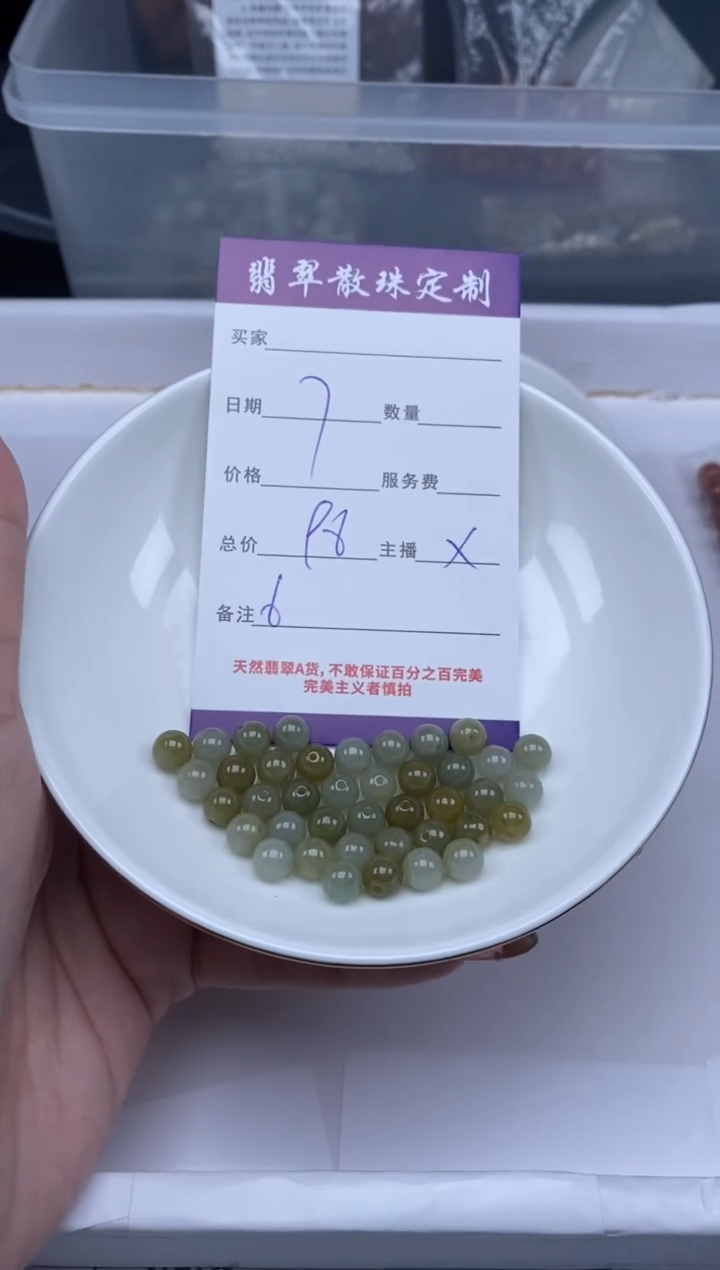 翡翠散珠定制
买家
日期 7 数量
价格 服务费
总价 主播 X
备注 6
天然翡翠A货,不敢保证百分之百完美
完美主义者慎拍